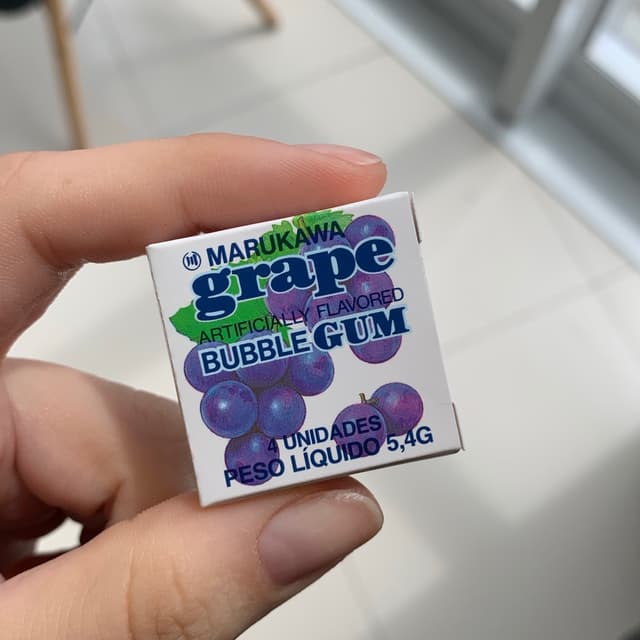 MARUKAWA
grape
ARTIFICIALLY FLAVORED
BUBBLE GUM
4 UNIDADES
PESO LÍQUIDO 5,4G